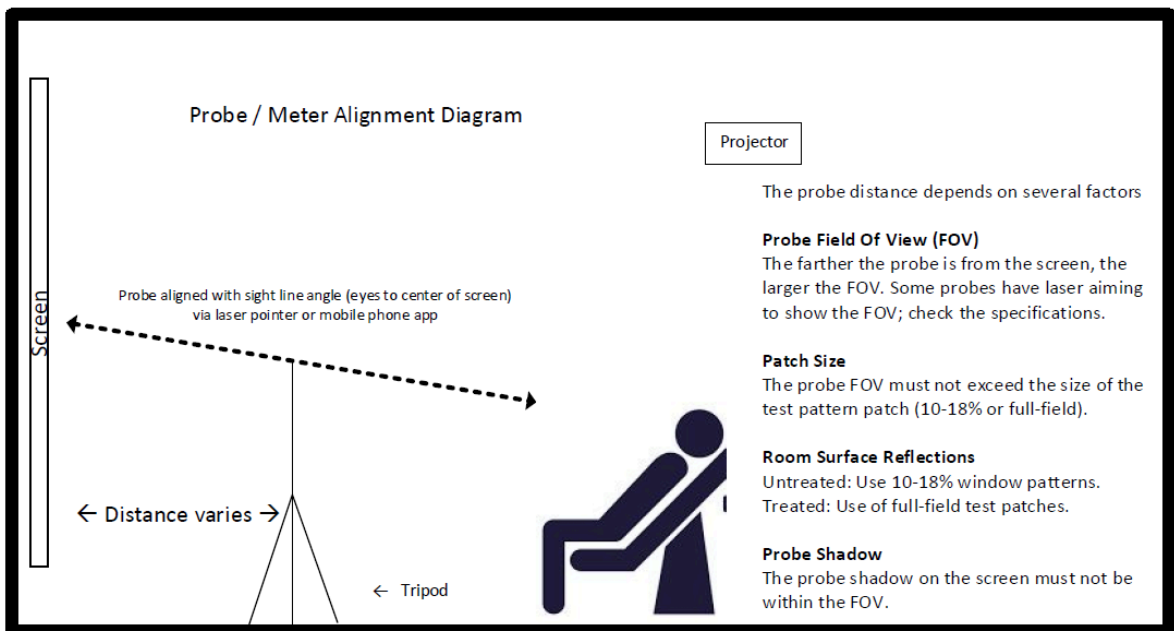 Probe / Meter Alignment Diagram
Projector
The probe distance depends on several factors
Probe Field Of View (FOV)
The farther the probe is from the screen, the
larger the FOV. Some probes have laser aiming
to show the FOV; check the specifications.
Screen
Probe aligned with sight line angle (eyes to center of screen)
via laser pointer or mobile phone app
Patch Size
The probe FOV must not exceed the size of the
test pattern patch (10-18% or full-field).
Room Surface Reflections
Untreated: Use 10-18% window patterns.
Treated: Use of full-field test patches.
← Distance varies →
Probe Shadow
The probe shadow on the screen must not be
within the FOV.
← Tripod